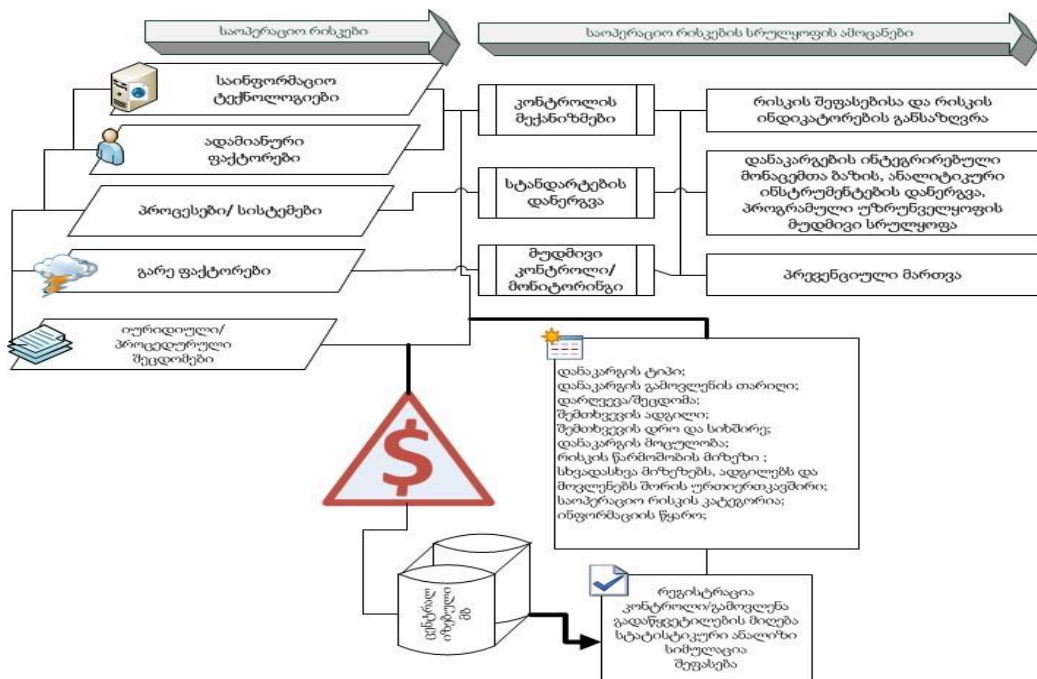 საოპერაციო რისკები
საოპერაციო რისკების სრულყოფის ამოცანები
საინფორმაციო
ტექნოლოგიები
ადამიანური
ფაქტორები
პროცესები/ სისტემები
გარე ფაქტორები
იურიდიული/
პროცედურული
შეცდომები
კონტროლის
მექანიზმები
სტანდარტების
დანერგვა
მუდმივი
კონტროლი/
მონიტორინგი
რისკის შეფასებისა და რისკის
ინდიკატორების განსაზღვრა
დანაკარგების ინტეგრირებული
მონაცემთა ბაზის, ანალიტიკური
ინსტრუმენტების დანერგვა,
პროგრამული უზრუნველყოფის
მუდმივი სრულყოფა
პრევენციული მართვა
დანაკარგის ტიპი;
დანაკარგის გამოვლენის თარიღი;
დარღვევა/შეცდომა;
შემთხვევის ადგილი;
შემთხვევის დრო და სიხშირე;
დანაკარგის მოცულობა;
რისკის წარმოშობის მიზეზი ;
სხვადასხვა მიზეზებს, ადგილებს და
მოვლენებს შორის ურთიერთკავშირი;
საოპერაციო რისკის კატეგორია;
ინფორმაციის წყარო;
$
ცენტრალ
იზებული
მბ
რეგისტრაცია
კონტროლი/გამოვლენა
გადაწყვეტილების მიღება
სტატისტიკური ანალიზი
სიმულაცია
შეფასება